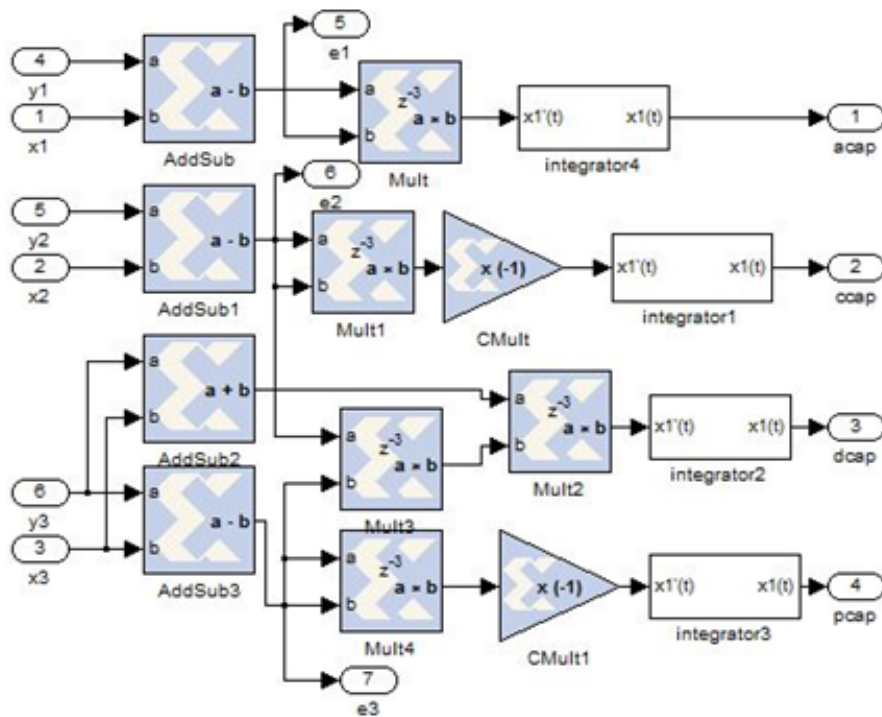 5
e1
4
y1
a
b
a - b
1
x1
AddSub
a
b
z⁻³
a × b
Mult
x1'(t) x1(t)
integrator4
1
acap
6
e2
5
y2
a
b
a - b
2
x2
AddSub1
a
b
z⁻³
a × b
Mult1
x (-1)
CMult
x1'(t) x1(t)
integrator1
2
ccap
a
b
a + b
AddSub2
a
b
z⁻³
a × b
Mult2
x1'(t) x1(t)
integrator2
3
dcap
a
b
z⁻³
a × b
Mult3
6
y3
a
b
a - b
3
x3
AddSub3
a
b
z⁻³
a × b
Mult4
x (-1)
CMult1
x1'(t) x1(t)
integrator3
4
pcap
7
e3